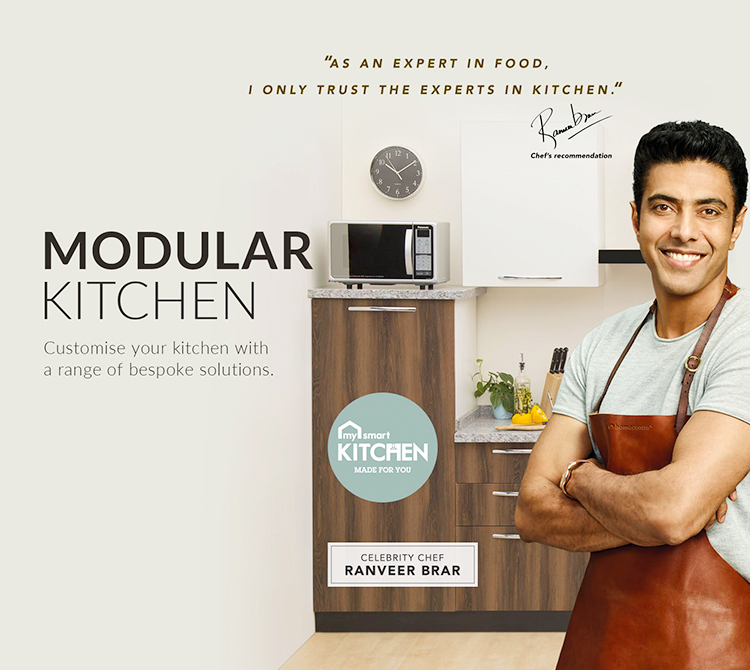 "AS AN EXPERT IN FOOD,
I ONLY TRUST THE EXPERTS IN KITCHEN."
Ranveer Brar
Chef's recommendation
MODULAR
KITCHEN
Customise your kitchen with
a range of bespoke solutions.
my smart
KITCHEN
MADE FOR YOU
CELEBRITY CHEF
RANVEER BRAR